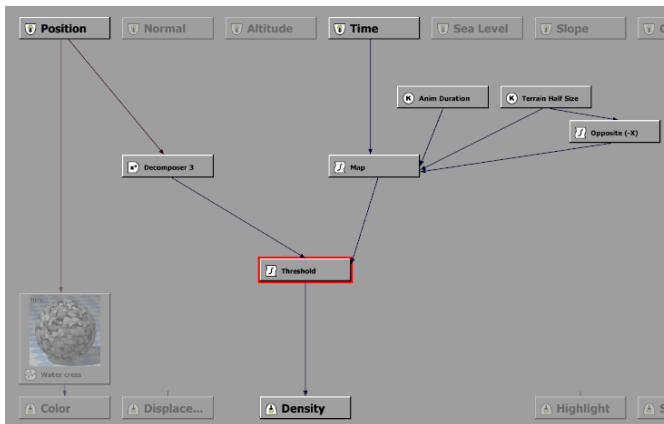 Position
Normal
Altitude
Time
Sea Level
Slope
Anim Duration
Terrain Half Size
Opposite (-X)
Decomposer 3
Map
Threshold
Water cress
Color
Displace...
Density
Highlight